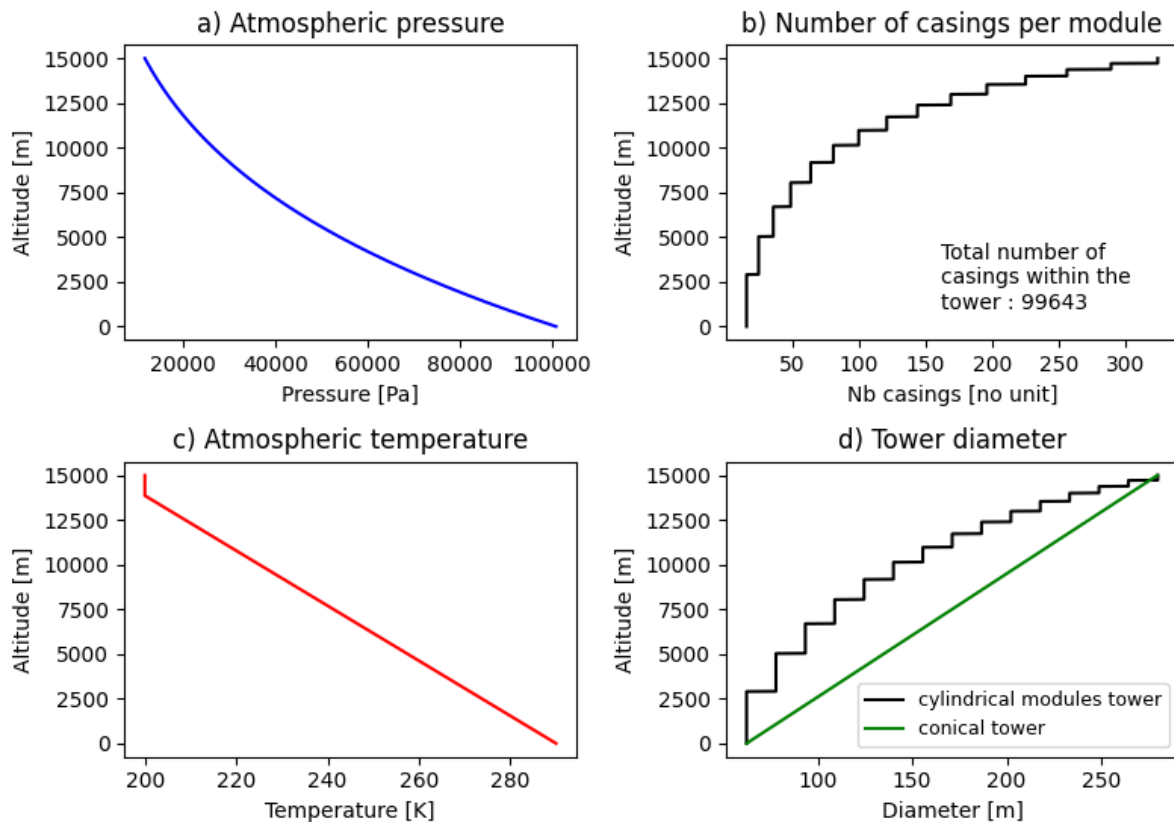 a) Atmospheric pressure
15000
12500
10000
7500
5000
2500
0
Altitude [m]
20000 40000 60000 80000 100000
Pressure [Pa]
b) Number of casings per module
15000
12500
10000
7500
5000
2500
0
Altitude [m]
Total number of
casings within the
tower : 99643
50 100 150 200 250 300
Nb casings [no unit]
c) Atmospheric temperature
15000
12500
10000
7500
5000
2500
0
Altitude [m]
200 220 240 260 280
Temperature [K]
d) Tower diameter
15000
12500
10000
7500
5000
2500
0
Altitude [m]
cylindrical modules tower
conical tower
100 150 200 250
Diameter [m]